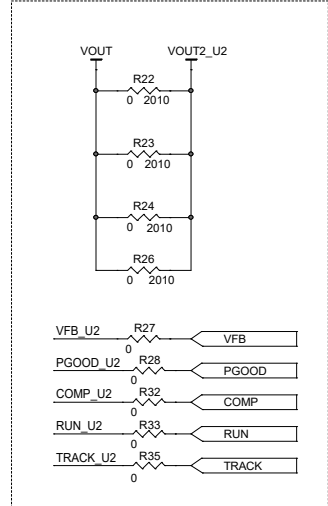 VOUT VOUT2_U2
R22
0 2010
R23
0 2010
R24
0 2010
R26
0 2010
VFB_U2 R27 VFB
0
PGOOD_U2 R28 PGOOD
0
COMP_U2 R32 COMP
0
RUN_U2 R33 RUN
0
TRACK_U2 R35 TRACK
0